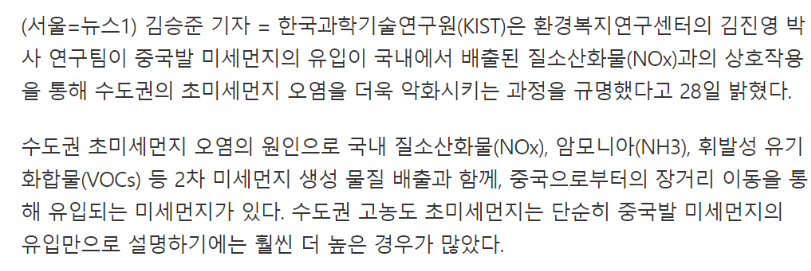 (서울=뉴스1) 김승준 기자 = 한국과학기술연구원(KIST)은 환경복지연구센터의 김진영 박
사 연구팀이 중국발 미세먼지의 유입이 국내에서 배출된 질소산화물(NOx)과의 상호작용
을 통해 수도권의 초미세먼지 오염을 더욱 악화시키는 과정을 규명했다고 28일 밝혔다.
수도권 초미세먼지 오염의 원인으로 국내 질소산화물(NOx), 암모니아(NH3), 휘발성 유기
화합물(VOCs) 등 2차 미세먼지 생성 물질 배출과 함께, 중국으로부터의 장거리 이동을 통
해 유입되는 미세먼지가 있다. 수도권 고농도 초미세먼지는 단순히 중국발 미세먼지의
유입만으로 설명하기에는 훨씬 더 높은 경우가 많았다.